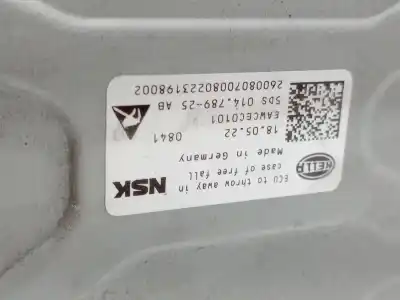 ECU to throw away in
case of free fall
NSK
HELLA
Made in Germany
18.05.22 0841
EAWCEC0101
5DS 014.789-25 AB
26008070080223198002